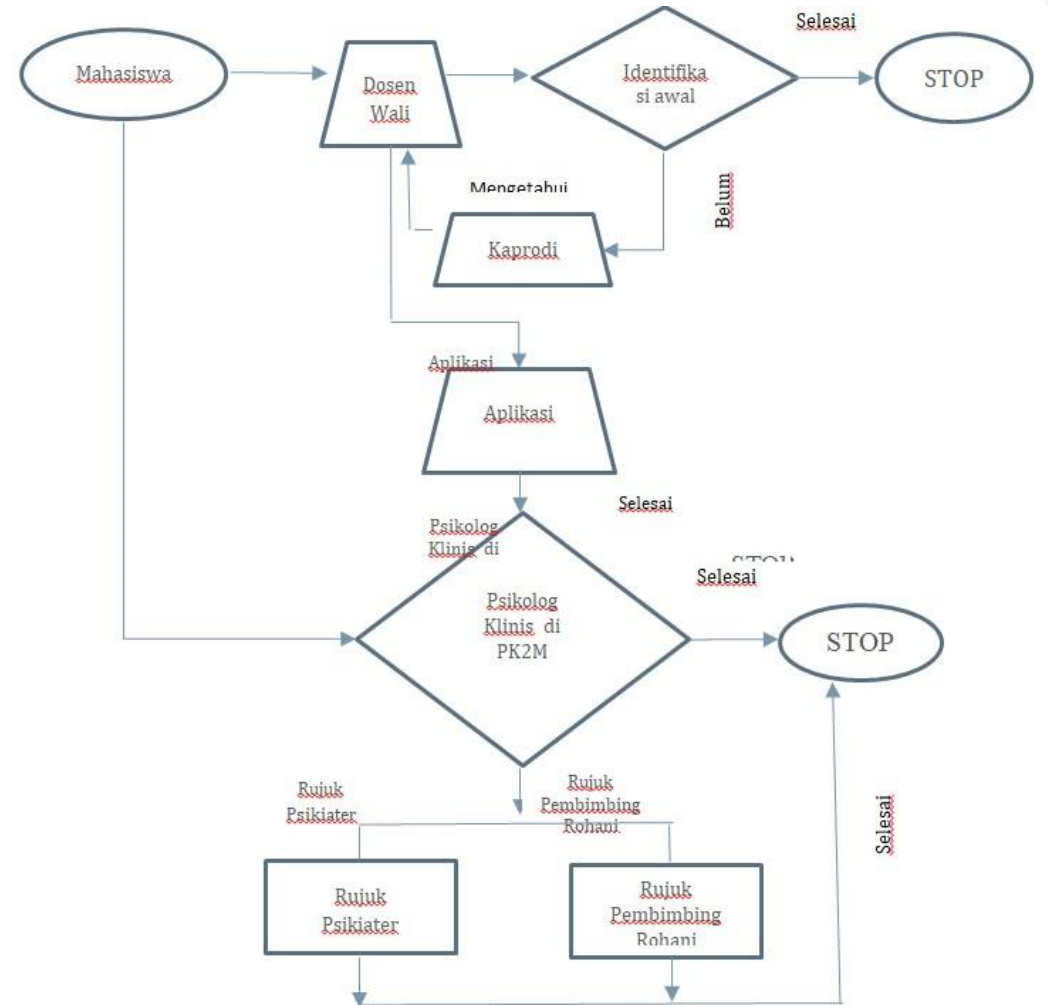 Selesai
Mahasiswa
Dosen
Wali
Identifika
si awal
STOP
Mengetahui
Belum
Kaprodi
Aplikasi
Aplikasi
Selesai
Psikolog
Klinis di
STOP
Selesai
Psikolog
Klinis di
PK2M
STOP
Rujuk
Psikiater
Rujuk
Pembimbing
Rohani
Selesai
Rujuk
Psikiater
Rujuk
Pembimbing
Rohani